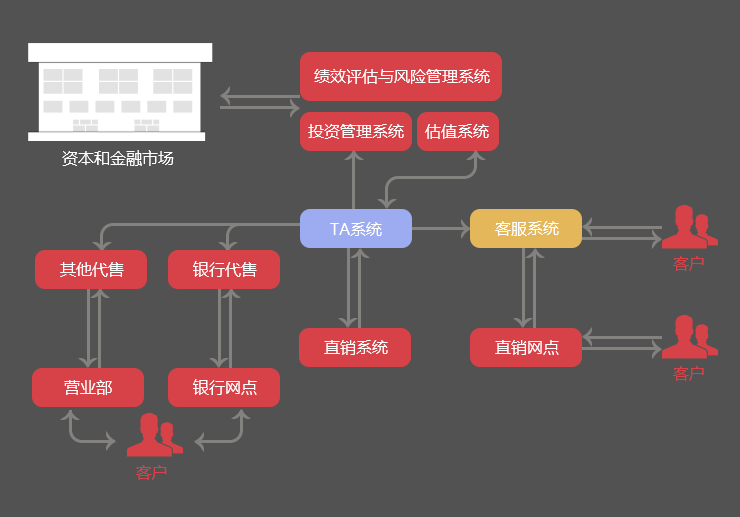 绩效评估与风险管理系统
投资管理系统
估值系统
资本和金融市场
TA系统
客服系统
其他代售
银行代售
客户
直销系统
直销网点
客户
营业部
银行网点
客户